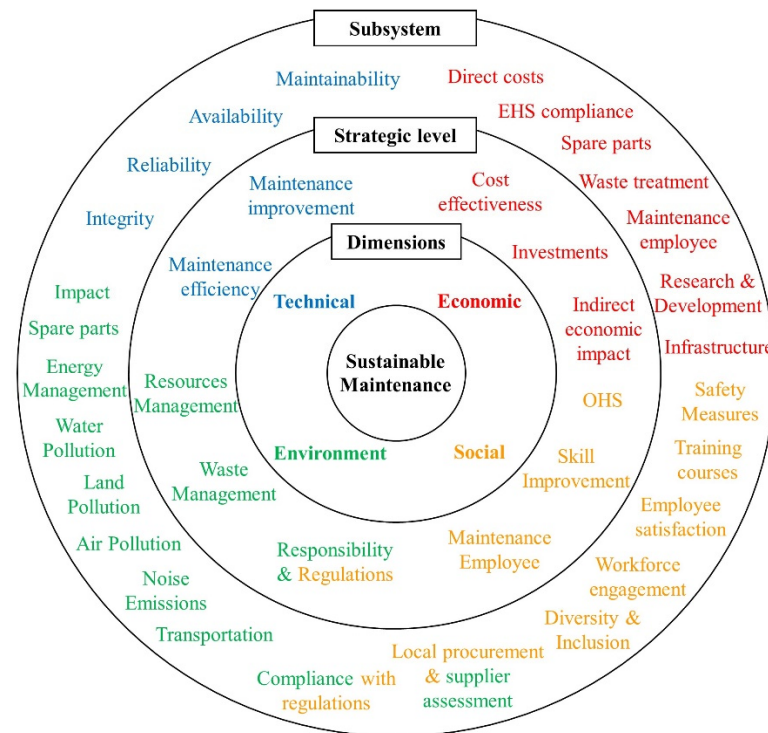 Subsystem
Maintainability
Direct costs
Availability
EHS compliance
Strategic level
Spare parts
Reliability
Maintenance
improvement
Cost
effectiveness
Waste treatment
Integrity
Maintenance
employee
Dimensions
Investments
Maintenance
efficiency
Technical
Economic
Research &
Development
Impact
Spare parts
Indirect
economic
impact
Infrastructure
Sustainable
Maintenance
Energy
Management
Resources
Management
OHS
Safety
Measures
Water
Pollution
Environment
Social
Skill
Improvement
Training
courses
Waste
Management
Land
Pollution
Employee
satisfaction
Air Pollution
Responsibility
& Regulations
Maintenance
Employee
Workforce
engagement
Noise
Emissions
Diversity &
Inclusion
Transportation
Local procurement
& supplier
assessment
Compliance with
regulations